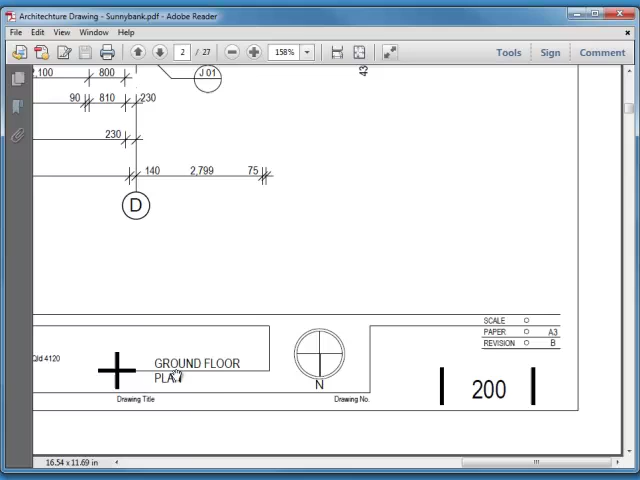 Architechture Drawing - Sunnybank.pdf - Adobe Reader
File Edit View Window Help
2 / 27 158% Tools Sign Comment
2,100 800 J 01 43
90 810 230
230
140 2,799 75
D
SCALE
PAPER A3
REVISION B
Qld 4120
GROUND FLOOR
PLAN
N
200
Drawing Title Drawing No.
16.54 x 11.69 in